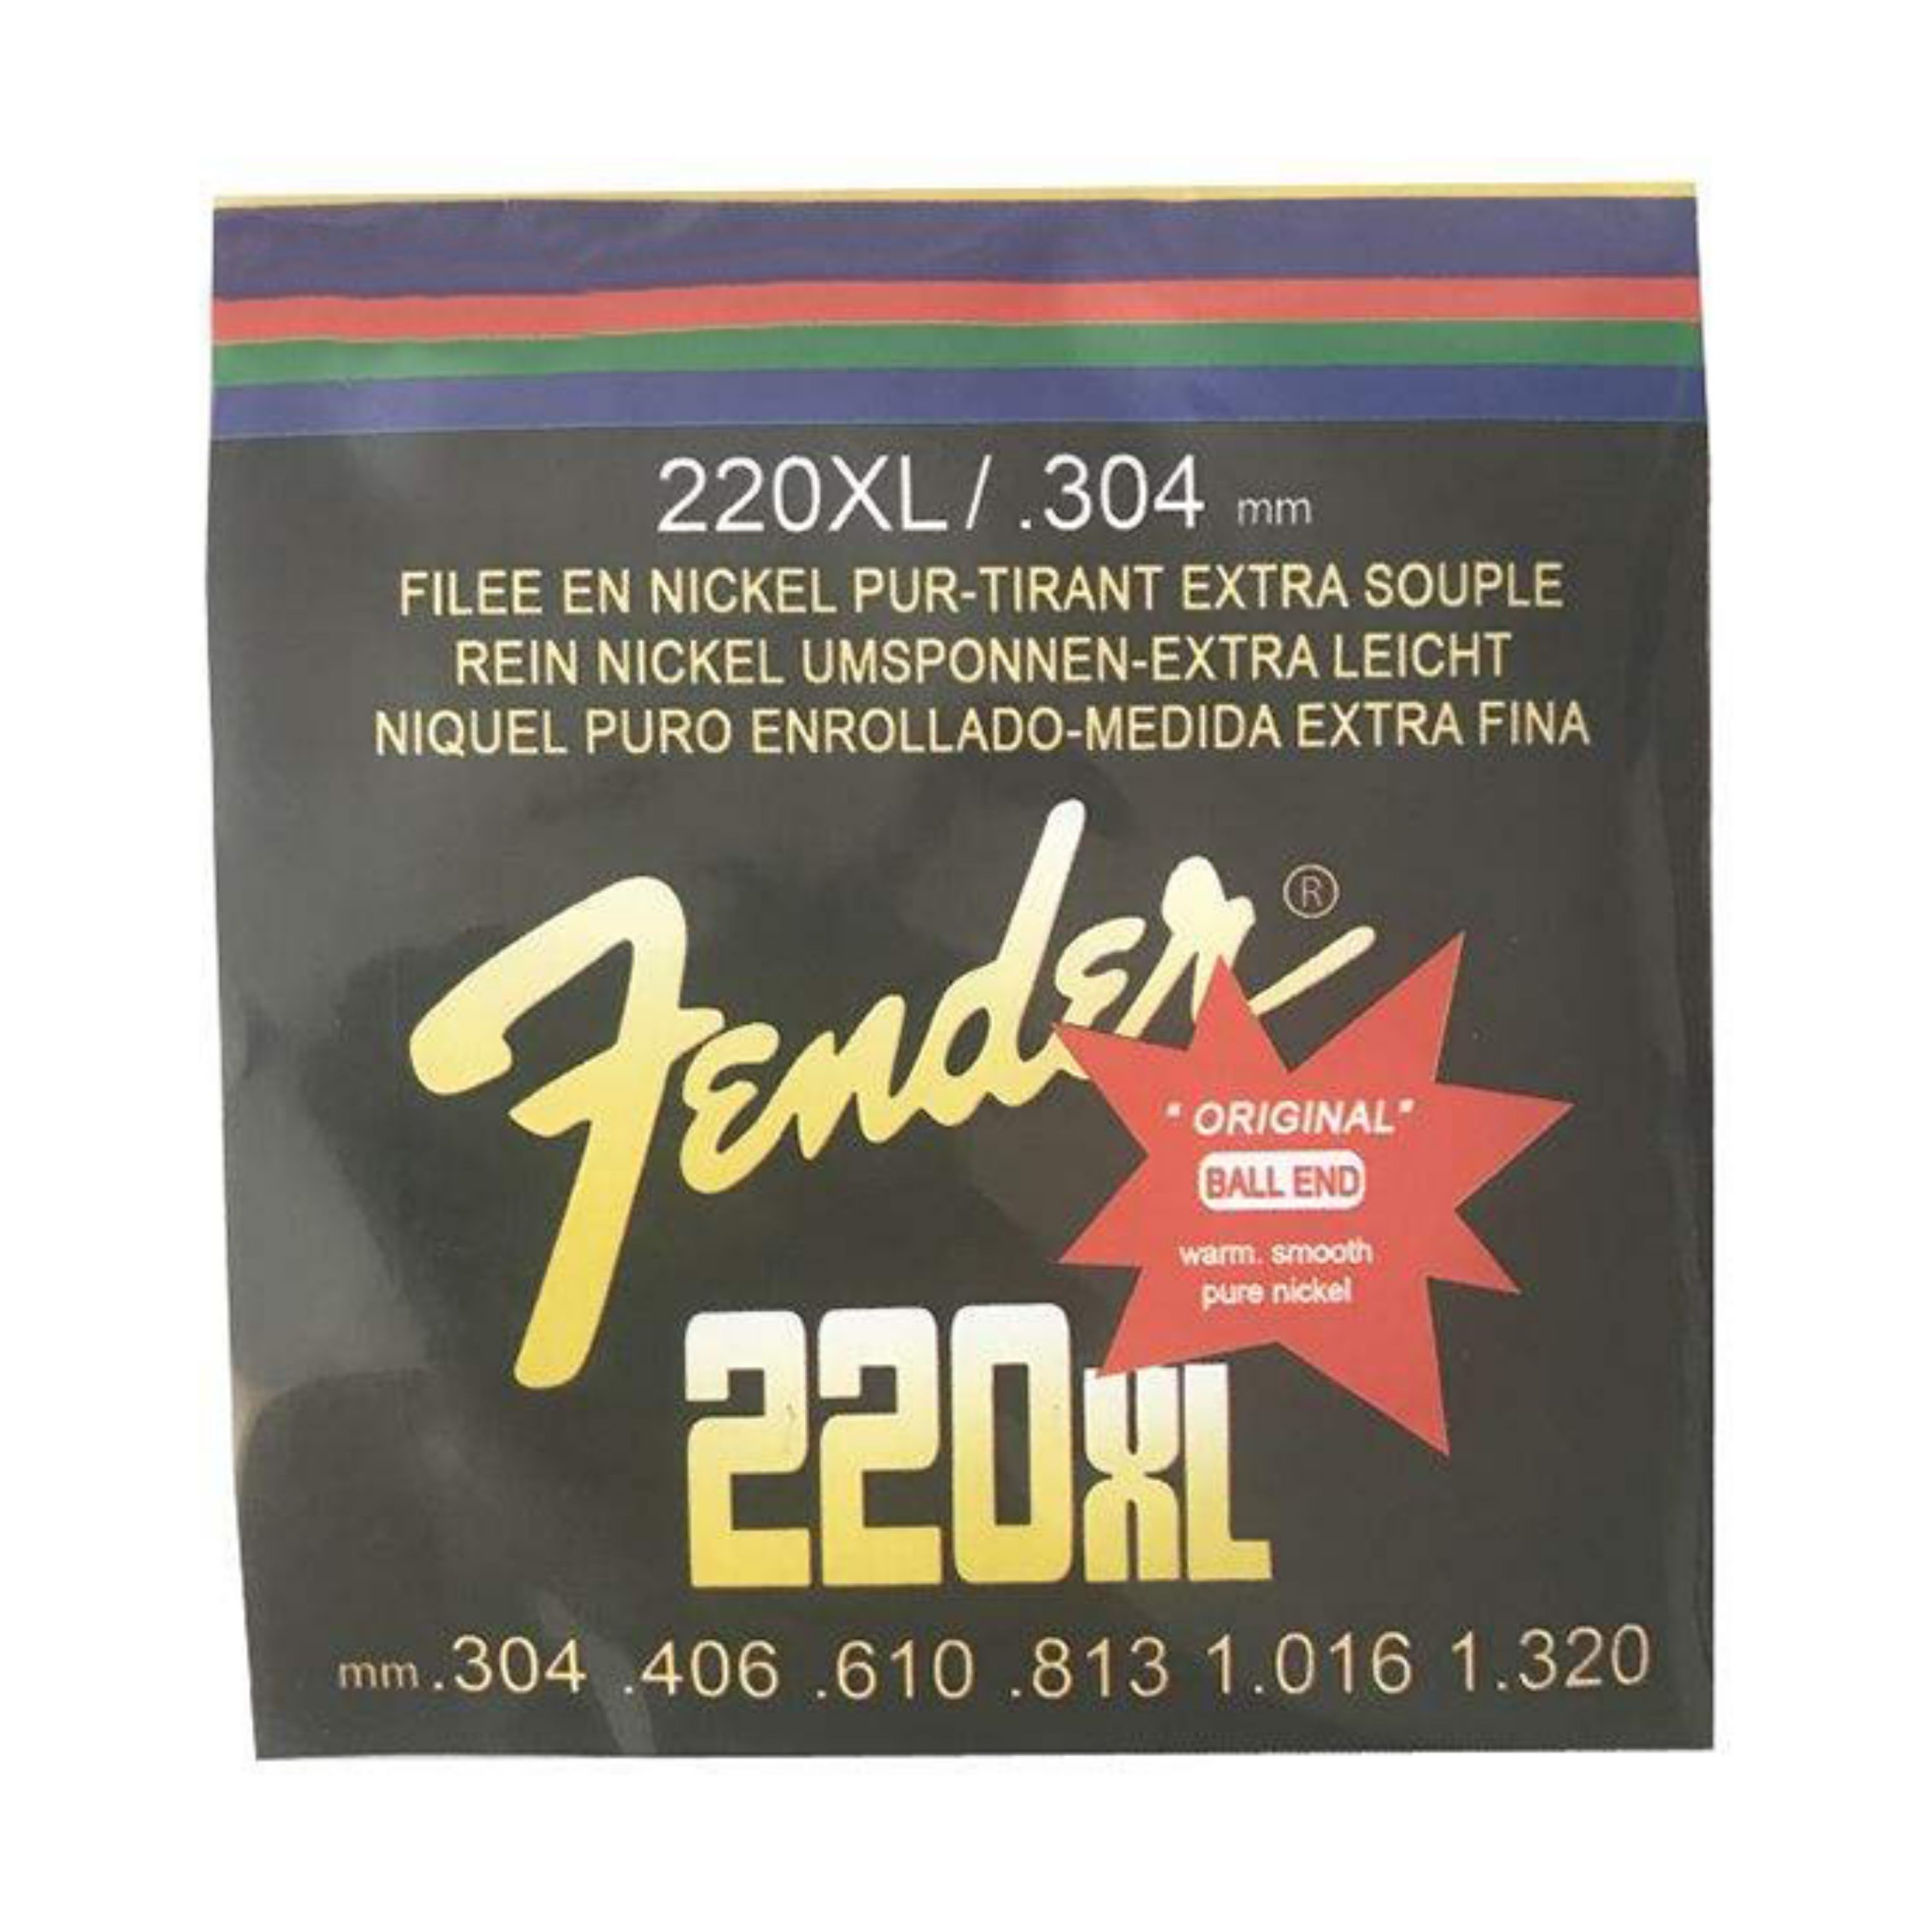 220XL/ .304 mm
FILEE EN NICKEL PUR-TIRANT EXTRA SOUPLE
REIN NICKEL UMSPONNEN-EXTRA LEICHT
NIQUEL PURO ENROLLADO-MEDIDA EXTRA FINA
Fender®
"ORIGINAL"
BALL END
warm. smooth
pure nickel
220XL
mm .304 .406 .610 .813 1.016 1.320